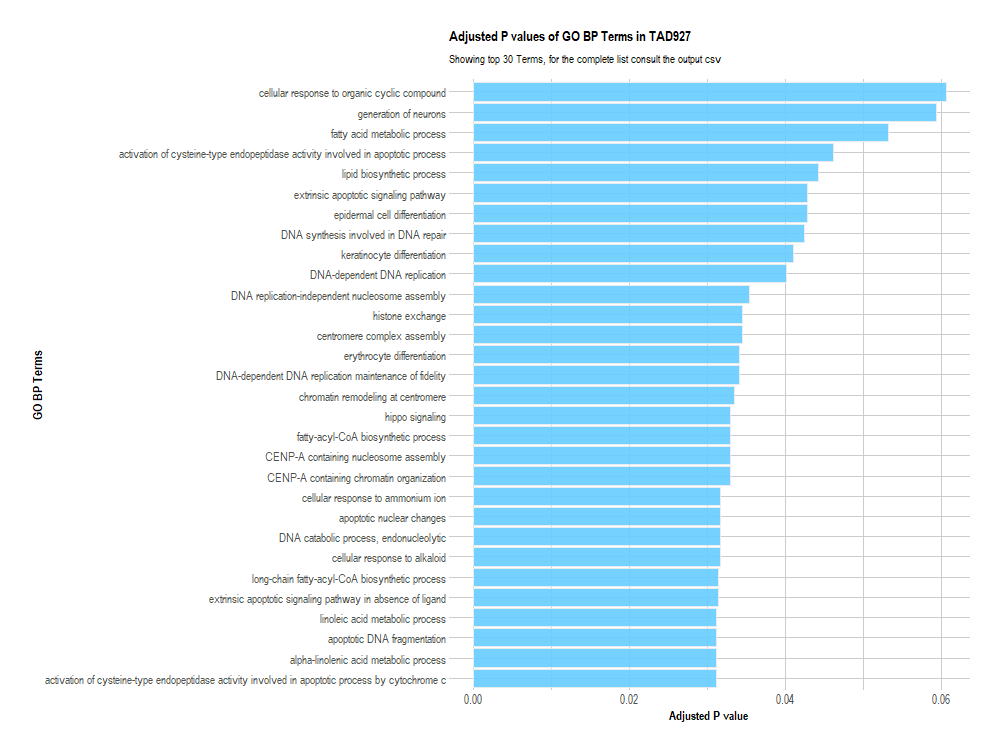 Adjusted P values of GO BP Terms in TAD927
Showing top 30 Terms, for the complete list consult the output csv
cellular response to organic cyclic compound
generation of neurons
fatty acid metabolic process
activation of cysteine-type endopeptidase activity involved in apoptotic process
lipid biosynthetic process
extrinsic apoptotic signaling pathway
epidermal cell differentiation
DNA synthesis involved in DNA repair
keratinocyte differentiation
DNA-dependent DNA replication
DNA replication-independent nucleosome assembly
histone exchange
centromere complex assembly
erythrocyte differentiation
DNA-dependent DNA replication maintenance of fidelity
chromatin remodeling at centromere
hippo signaling
fatty-acyl-CoA biosynthetic process
CENP-A containing nucleosome assembly
CENP-A containing chromatin organization
cellular response to ammonium ion
apoptotic nuclear changes
DNA catabolic process, endonucleolytic
cellular response to alkaloid
long-chain fatty-acyl-CoA biosynthetic process
extrinsic apoptotic signaling pathway in absence of ligand
linoleic acid metabolic process
apoptotic DNA fragmentation
alpha-linolenic acid metabolic process
activation of cysteine-type endopeptidase activity involved in apoptotic process by cytochrome c
GO BP Terms
0.00 0.02 0.04 0.06
Adjusted P value